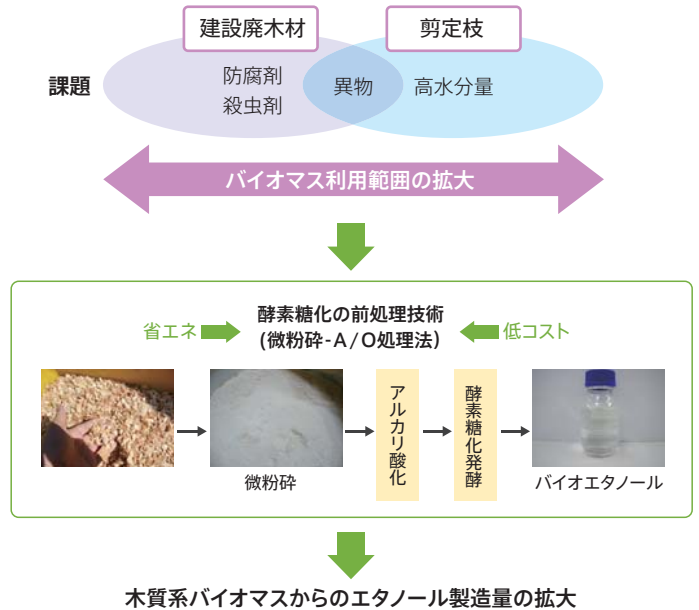 建設廃木材
剪定枝
課題
防腐剤
殺虫剤
異物
高水分量
バイオマス利用範囲の拡大
酵素糖化の前処理技術
(微粉砕-A/O処理法)
省エネ
低コスト
微粉砕
アルカリ酸化
酵素糖化発酵
バイオエタノール
木質系バイオマスからのエタノール製造量の拡大